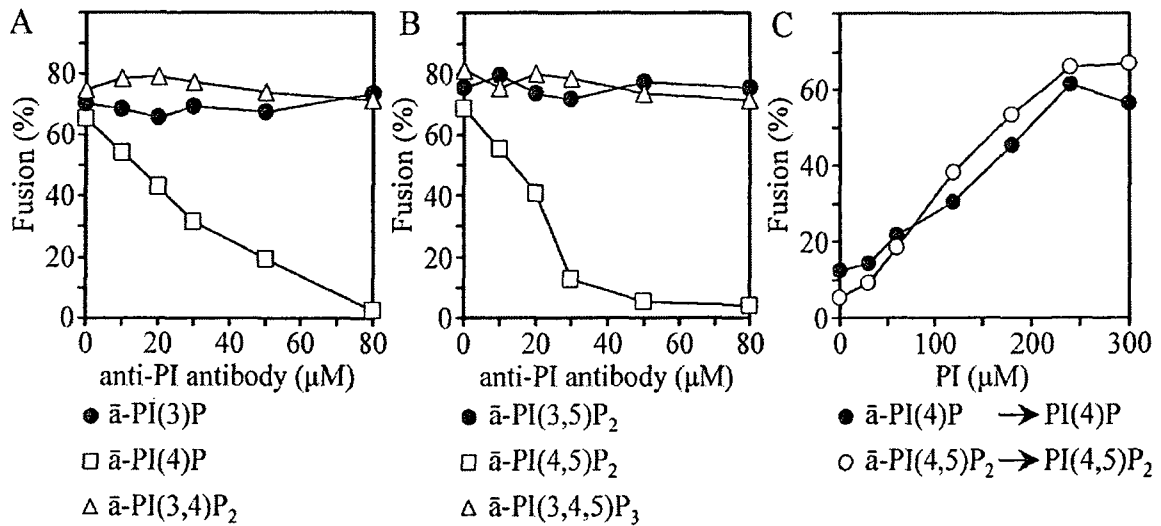 A
B
C
Fusion (%)
80
60
40
20
0
0 20 40 60 80
anti-PI antibody (µM)
ā-PI(3)P
ā-PI(4)P
ā-PI(3,4)P₂
Fusion (%)
80
60
40
20
0
0 20 40 60 80
anti-PI antibody (µM)
ā-PI(3,5)P₂
ā-PI(4,5)P₂
ā-PI(3,4,5)P₃
Fusion (%)
60
40
20
0
0 100 200 300
PI (µM)
ā-PI(4)P → PI(4)P
ā-PI(4,5)P₂ → PI(4,5)P₂